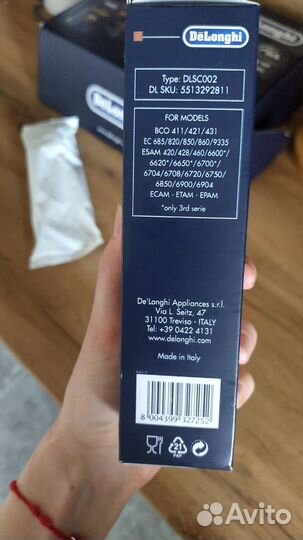 DeLonghi
DēLonghi
Type: DLSC002
DL SKU: 5513292811
FOR MODELS
BCO 411/421/431
EC 685/820/850/860/9335
ESAM 420/428/460/6600*/
6620*/6650*/6700*/
6704/6708/6720/6750/
6850/6900/6904
ECAM - ETAM - EPAM
*only 3rd serie
De'Longhi Appliances s.r.l.
Via L. Seitz, 47
31100 Treviso - ITALY
Tel: +39 0422 4131
www.delonghi.com
Made in Italy
8 004399 327252
21
PAP
Avito